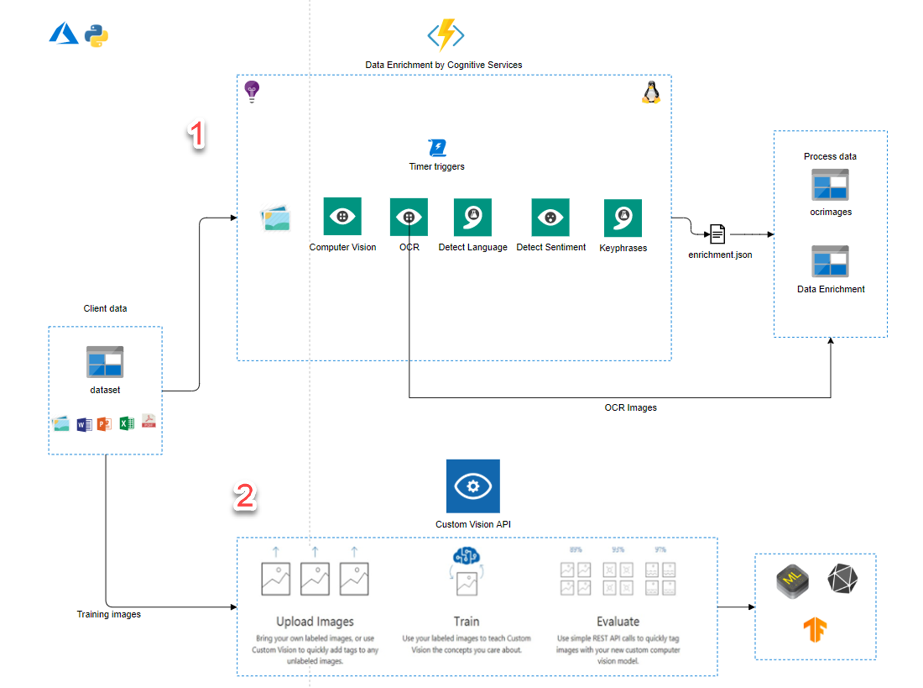 Data Enrichment by Cognitive Services
1
Timer triggers
Computer Vision
OCR
Detect Language
Detect Sentiment
Keyphrases
enrichment.json
Process data
ocrimages
Data Enrichment
Client data
dataset
OCR Images
2
Custom Vision API
Training images
Upload Images
Bring your own labeled images, or use
Custom Vision to quickly add tags to any
unlabeled images.
Train
Use your labeled images to teach Custom
Vision the concepts you care about.
Evaluate
Use simple REST API calls to quickly tag
images with your new custom computer
vision model.
ML